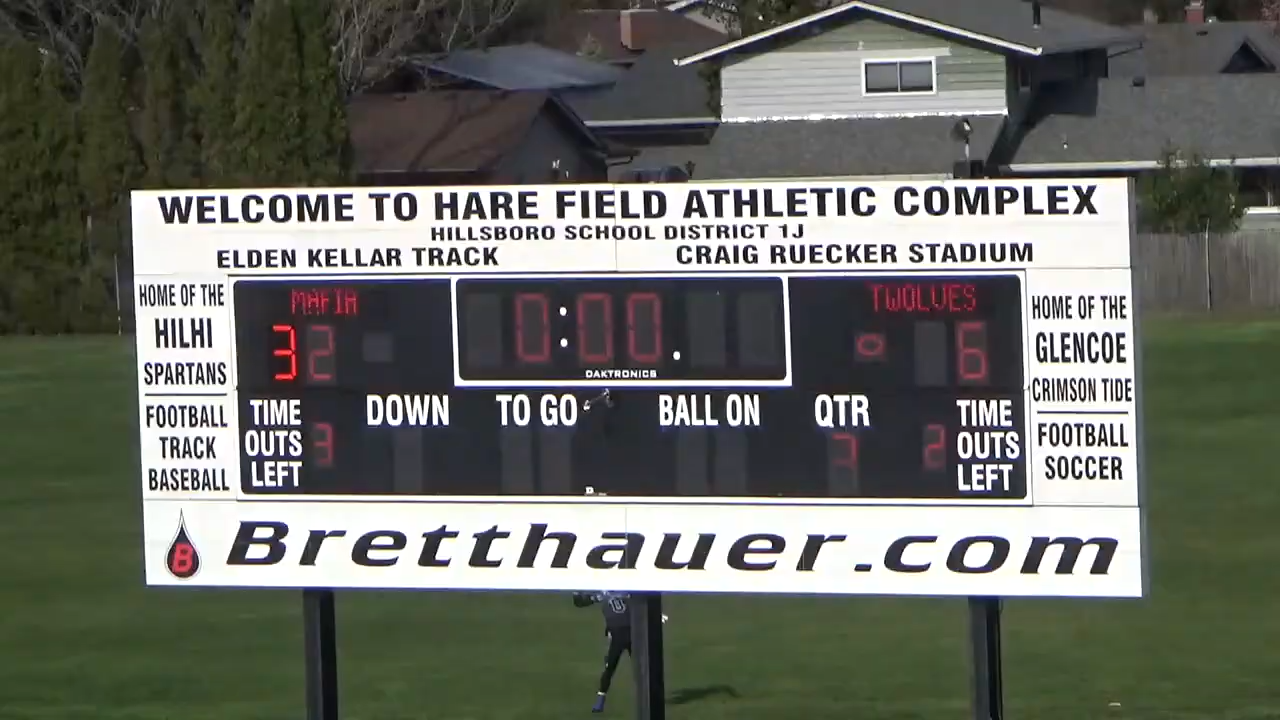 WELCOME TO HARE FIELD ATHLETIC COMPLEX
HILLSBORO SCHOOL DISTRICT 1J
ELDEN KELLAR TRACK CRAIG RUECKER STADIUM
HOME OF THE
HILHI
SPARTANS
FOOTBALL
TRACK
BASEBALL
MAFIA
32
0:00.
DAKTRONICS
TWOLVES
6
HOME OF THE
GLENCOE
CRIMSON TIDE
FOOTBALL
SOCCER
TIME
OUTS
LEFT
3
DOWN
TO GO
BALL ON
QTR
2
TIME
OUTS
LEFT
B
Bretthauer.com